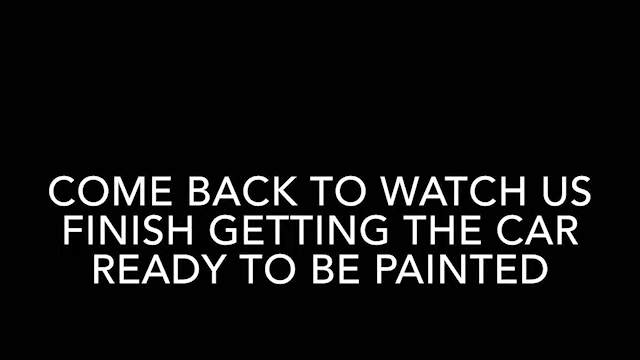 COME BACK TO WATCH US
FINISH GETTING THE CAR
READY TO BE PAINTED